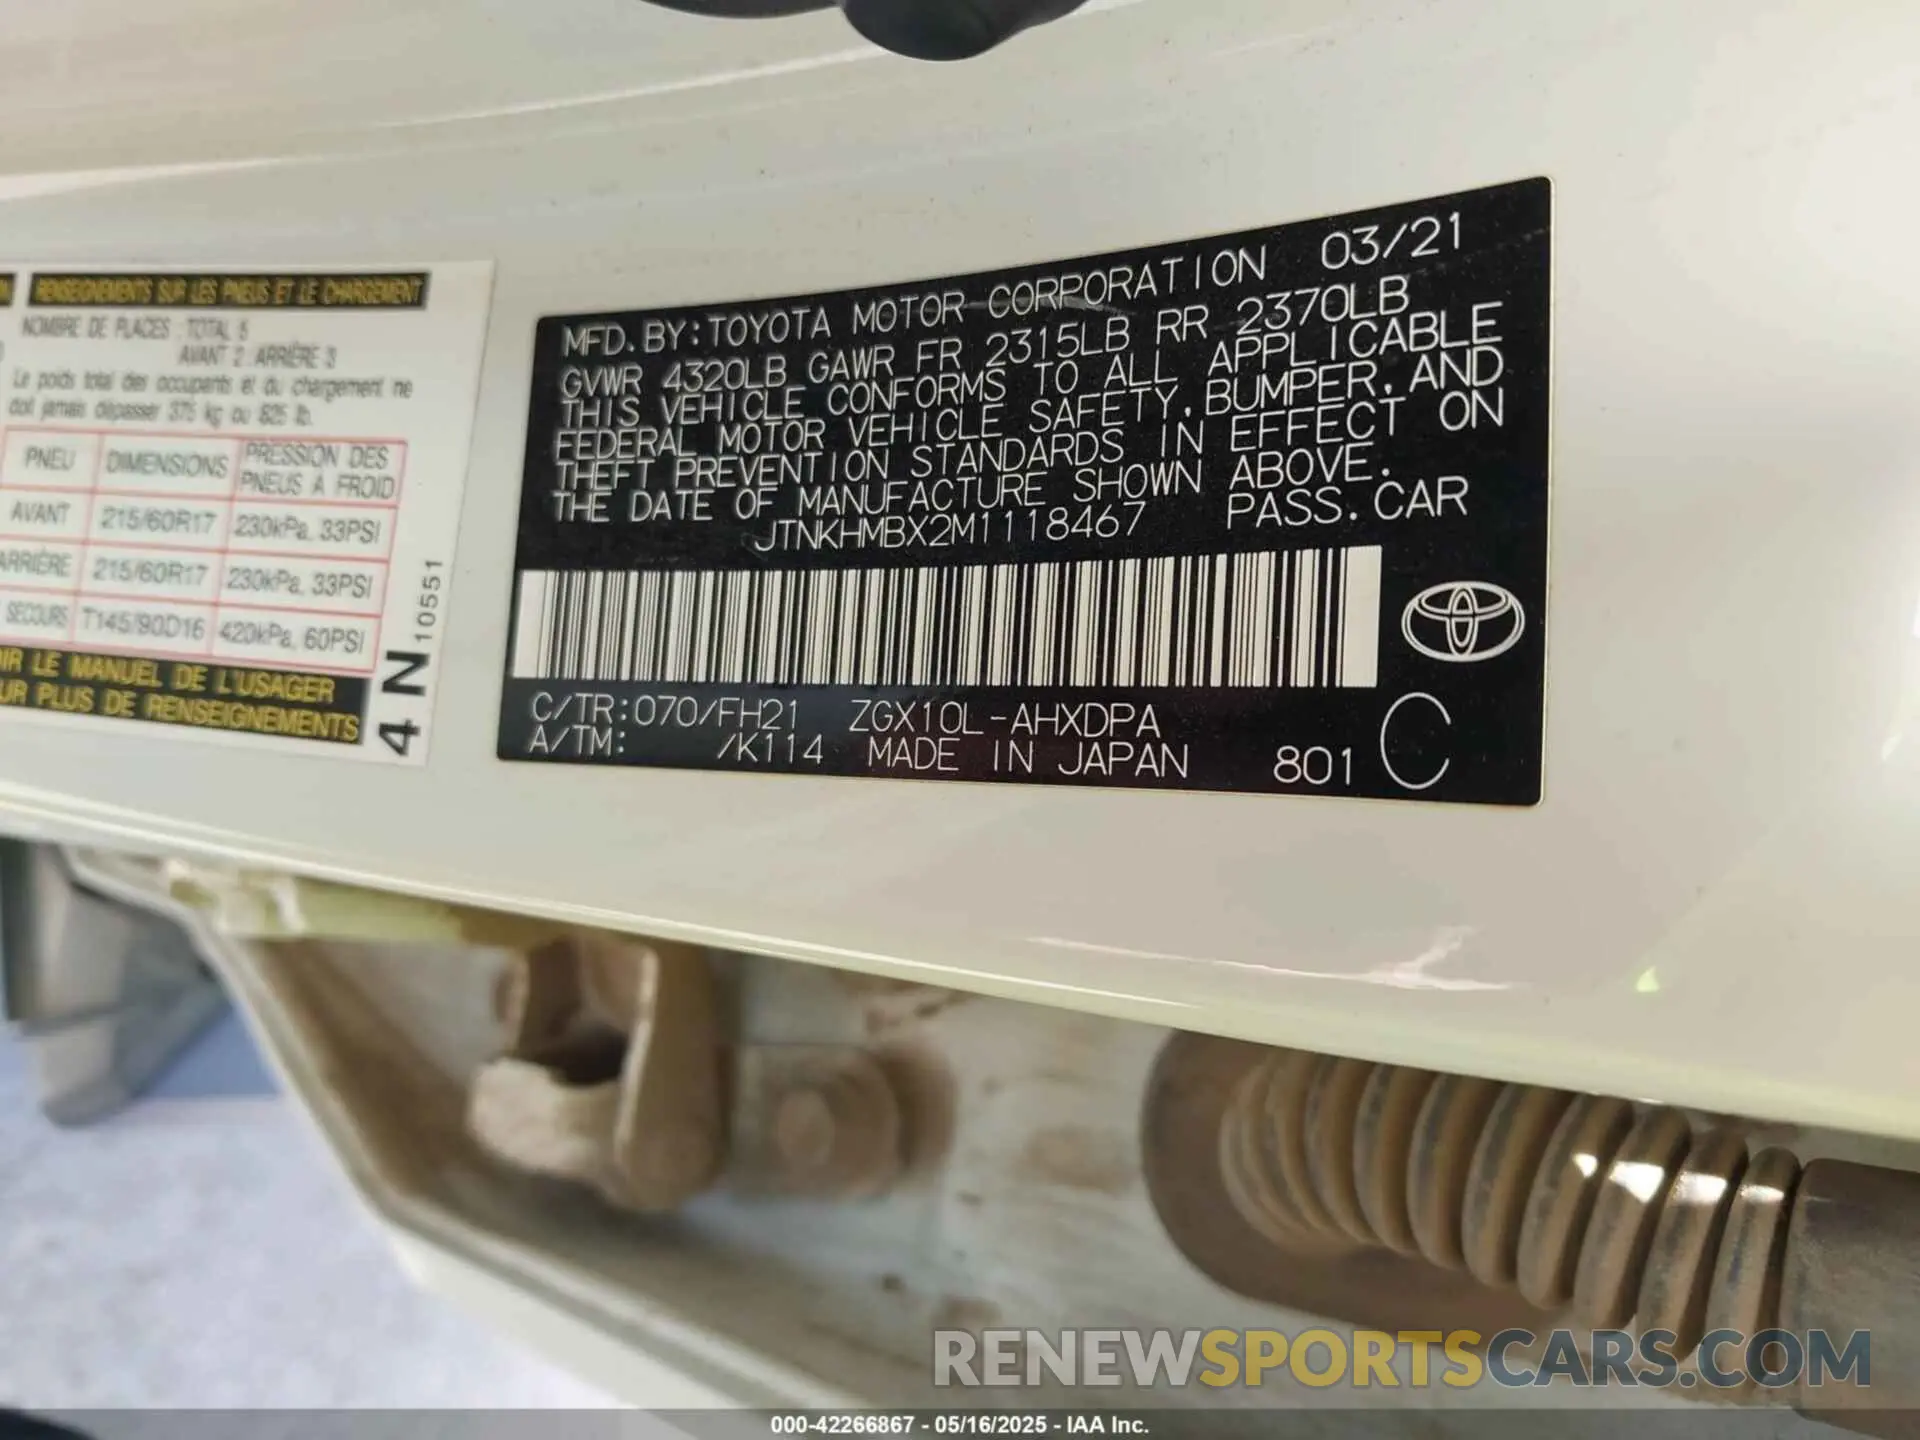 RENSEIGNEMENTS SUR LES PNEUS ET LE CHARGEMENT
NOMBRE DE PLACES : TOTAL 5
AVANT 2 : ARRIÈRE 3
Le poids total des occupants et du chargement ne
doit jamais dépasser 375 kg ou 825 lb.
PNEU DIMENSIONS PRESSION DES PNEUS À FROID
AVANT 215/60R17 230kPa, 33PSI
ARRIÈRE 215/60R17 230kPa, 33PSI
SECOURS T145/90D16 420kPa, 60PSI
LE MANUEL DE L'USAGER
PLUS DE RENSEIGNEMENTS
4N 10551
MFD. BY: TOYOTA MOTOR CORPORATION 03/21
GVWR 4320LB GAWR FR 2315LB RR 2370LB
THIS VEHICLE CONFORMS TO ALL APPLICABLE
FEDERAL MOTOR VEHICLE SAFETY, BUMPER, AND
THEFT PREVENTION STANDARDS IN EFFECT ON
THE DATE OF MANUFACTURE SHOWN ABOVE.
JTNKHMBX2M1118467 PASS. CAR
C/TR: 070/FH21 ZGX10L-AHXDPA
A/TM: /K114 MADE IN JAPAN 801 C
RENEWSPORTSCARS.COM
000-42266867 - 05/16/2025 - IAA Inc.